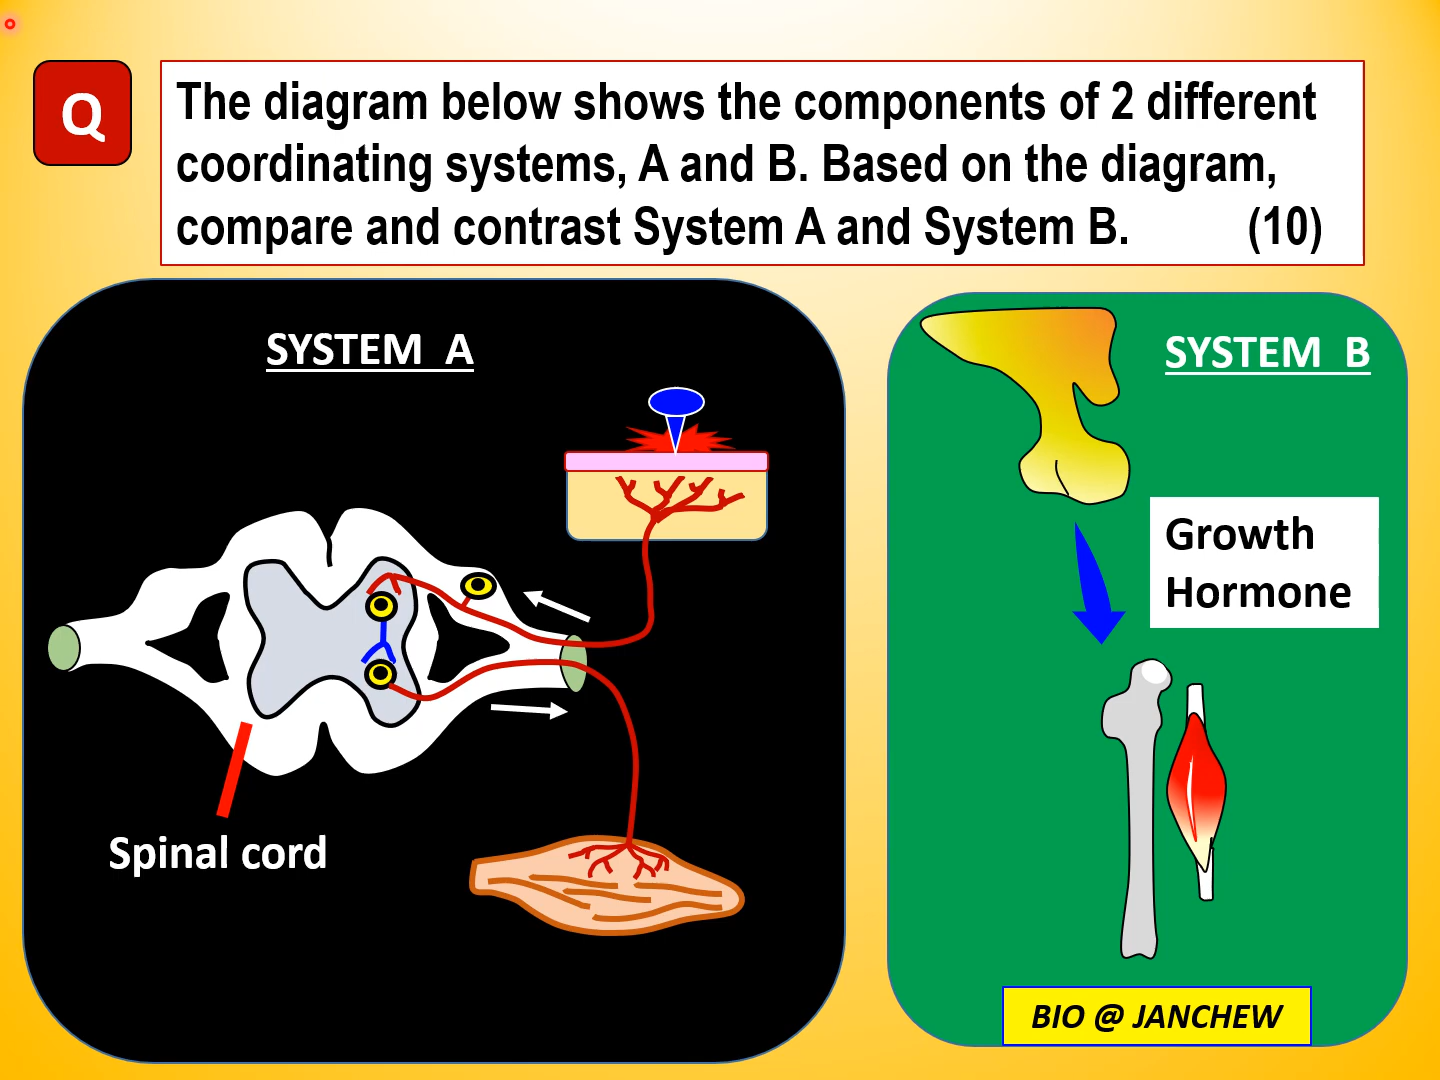 Q
The diagram below shows the components of 2 different
coordinating systems, A and B. Based on the diagram,
compare and contrast System A and System B. (10)
SYSTEM A
SYSTEM B
Growth
Hormone
Spinal cord
BIO @ JANCHEW